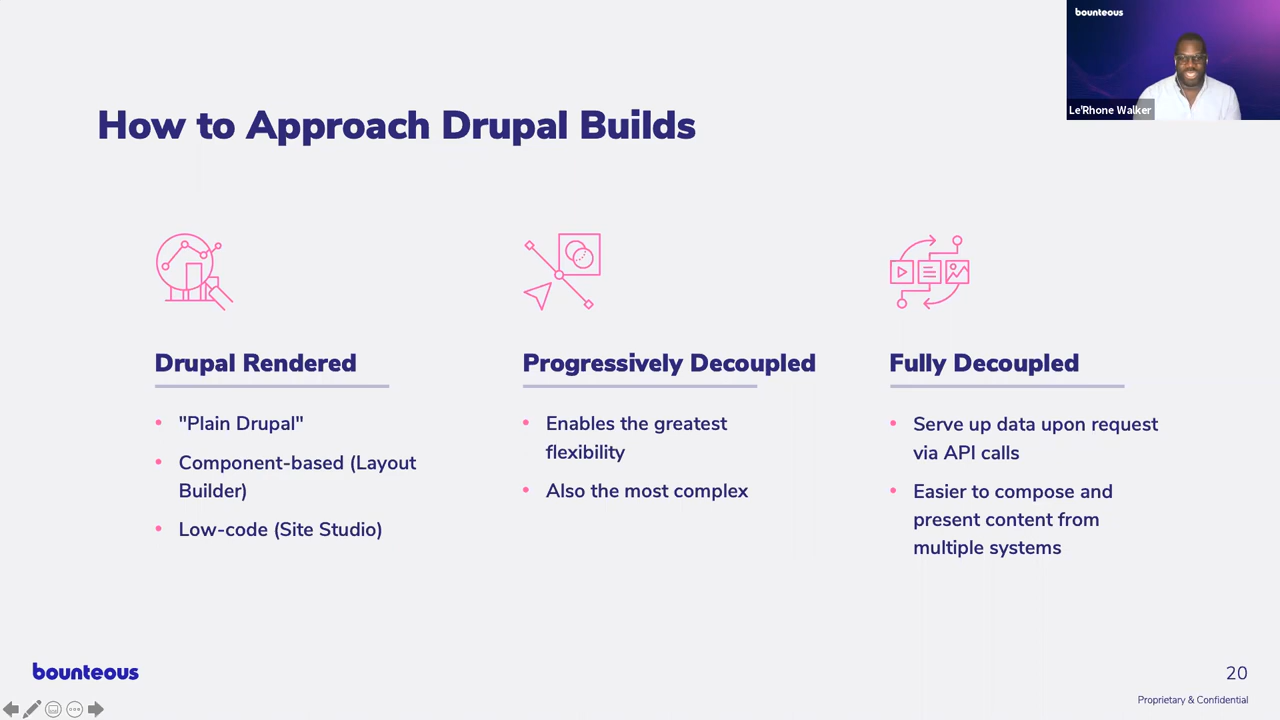 bounteous
Le'Rhone Walker
How to Approach Drupal Builds
Drupal Rendered
• "Plain Drupal"
• Component-based (Layout
Builder)
• Low-code (Site Studio)
Progressively Decoupled
• Enables the greatest
flexibility
• Also the most complex
Fully Decoupled
• Serve up data upon request
via API calls
• Easier to compose and
present content from
multiple systems
bounteous
20
Proprietary & Confidential